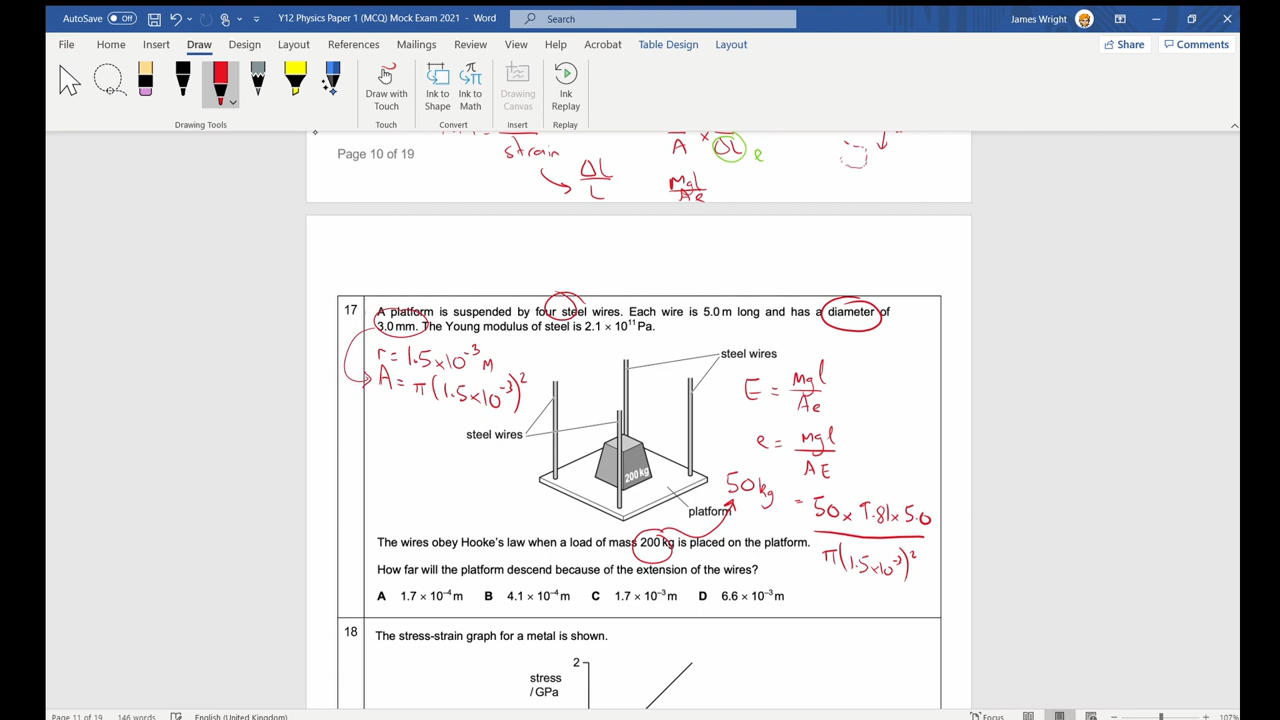 AutoSave Off
Y12 Physics Paper 1 (MCQ) Mock Exam 2021 - Word
Search
James Wright
File Home Insert Draw Design Layout References Mailings Review View Help Acrobat Table Design Layout
Share Comments
Draw with Touch
Ink to Shape
Ink to Math
Drawing Canvas
Ink Replay
Drawing Tools
Touch
Convert
Insert
Replay
Page 10 of 19
strain
Δl
L
A × Δl e
Mgl
Ae
17 A platform is suspended by four steel wires. Each wire is 5.0 m long and has a diameter of
3.0 mm. The Young modulus of steel is 2.1 × 10¹¹ Pa.
r = 1.5×10⁻³ M
A = π(1.5×10⁻³)²
steel wires
steel wires
200 kg
platform
E = Mgl
Ae
e = mgl
AE
50 kg
= 50 × 9.81 × 5.0
π(1.5×10⁻³)²
The wires obey Hooke's law when a load of mass 200 kg is placed on the platform.
How far will the platform descend because of the extension of the wires?
A 1.7 × 10⁻⁴ m B 4.1 × 10⁻⁴ m C 1.7 × 10⁻³ m D 6.6 × 10⁻³ m
18 The stress-strain graph for a metal is shown.
2
stress
/ GPa
Page 11 of 19 146 words English (United Kingdom) Focus 107%